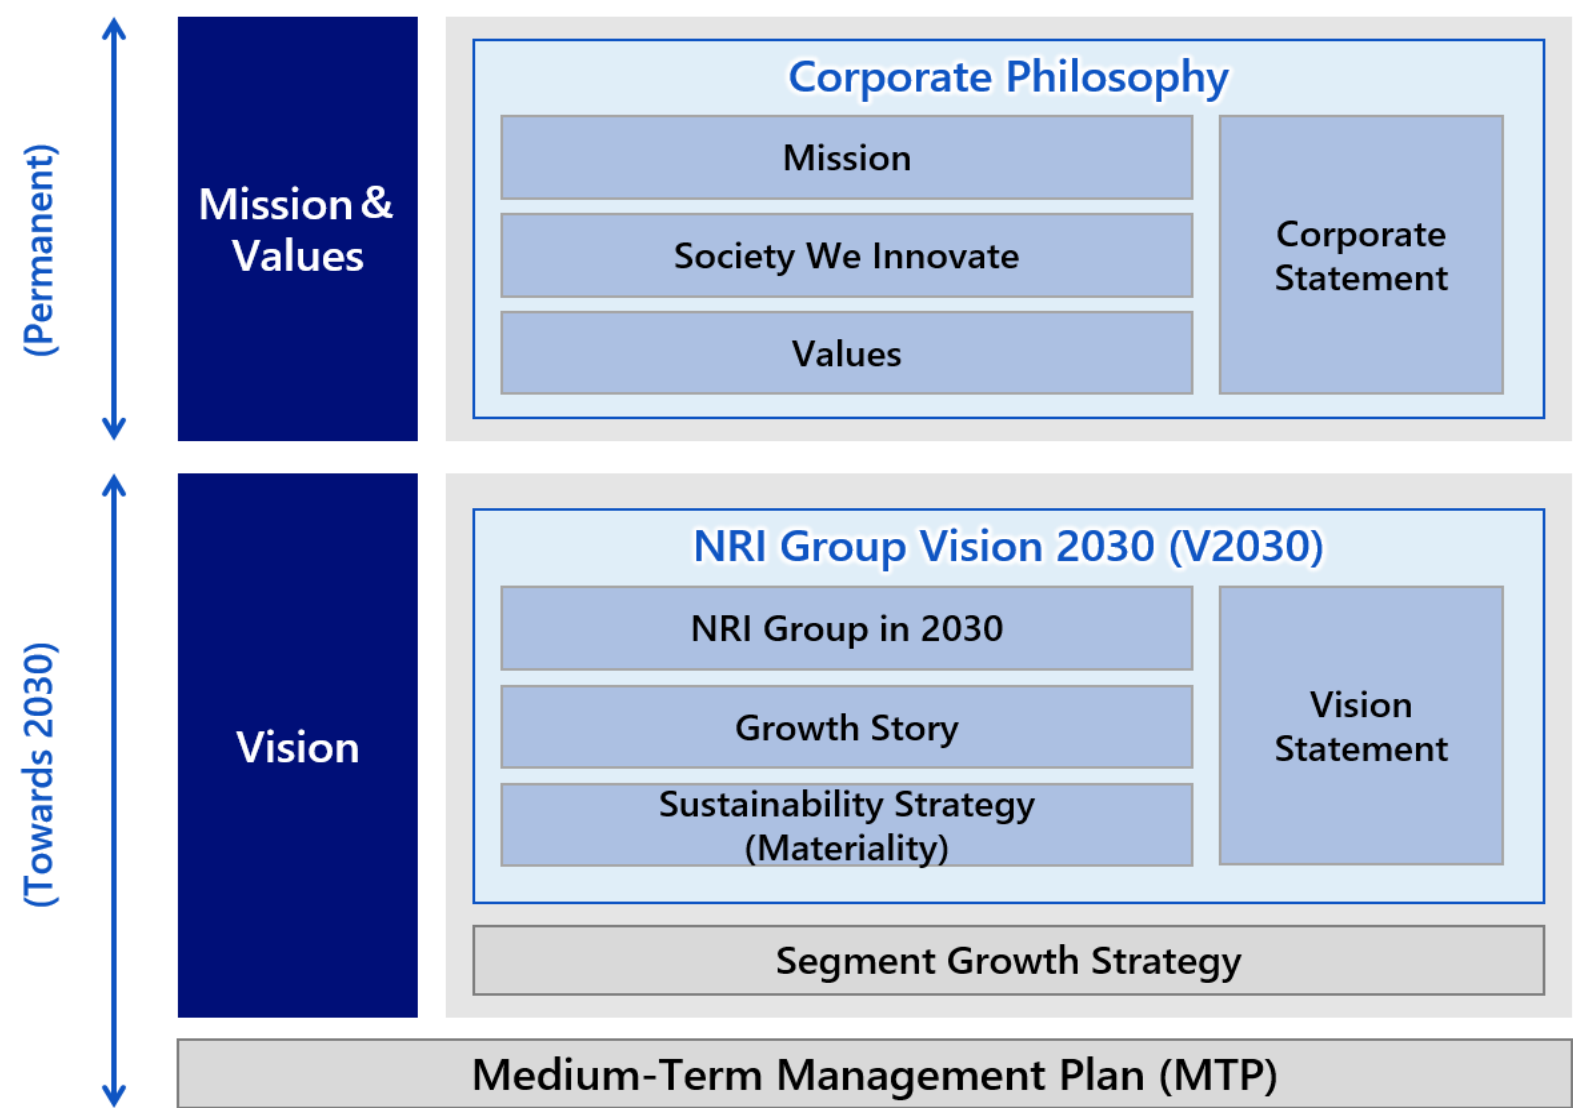 (Permanent)
Mission &
Values
Corporate Philosophy
Mission
Society We Innovate
Values
Corporate
Statement
(Towards 2030)
Vision
NRI Group Vision 2030 (V2030)
NRI Group in 2030
Growth Story
Sustainability Strategy
(Materiality)
Vision
Statement
Segment Growth Strategy
Medium-Term Management Plan (MTP)